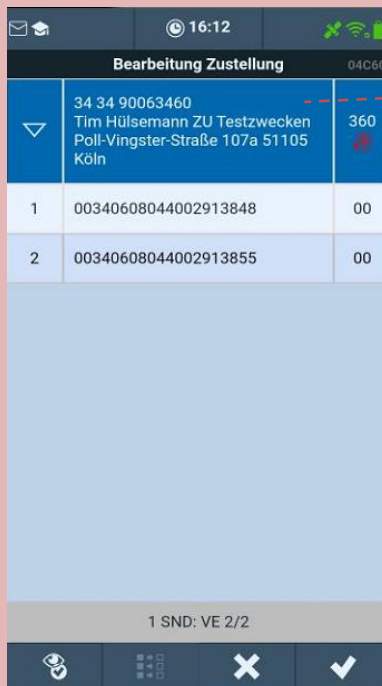 16:12
Bearbeitung Zustellung 04C60
34 34 90063460
Tim Hülsemann ZU Testzwecken
Poll-Vingster-Straße 107a 51105
Köln
360
1 00340608044002913848 00
2 00340608044002913855 00
1 SND: VE 2/2